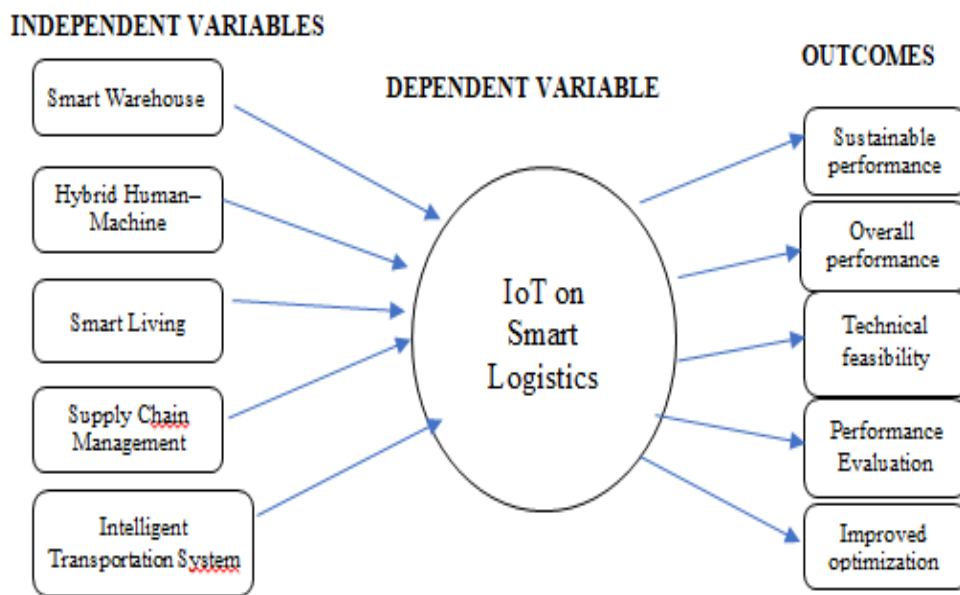 INDEPENDENT VARIABLES
Smart Warehouse
Hybrid Human–
Machine
Smart Living
Supply Chain
Management
Intelligent
Transportation System
DEPENDENT VARIABLE
IoT on
Smart
Logistics
OUTCOMES
Sustainable
performance
Overall
performance
Technical
feasibility
Performance
Evaluation
Improved
optimization